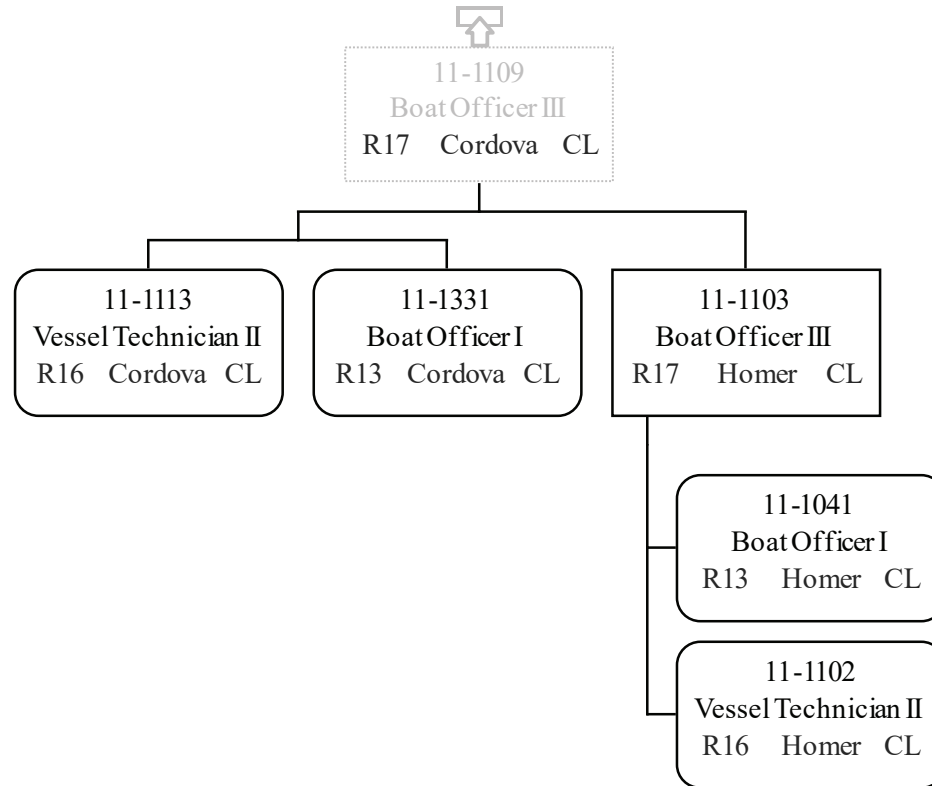 11-1109
Boat Officer III
R17 Cordova CL
11-1113
Vessel Technician II
R16 Cordova CL
11-1331
Boat Officer I
R13 Cordova CL
11-1103
Boat Officer III
R17 Homer CL
11-1041
Boat Officer I
R13 Homer CL
11-1102
Vessel Technician II
R16 Homer CL